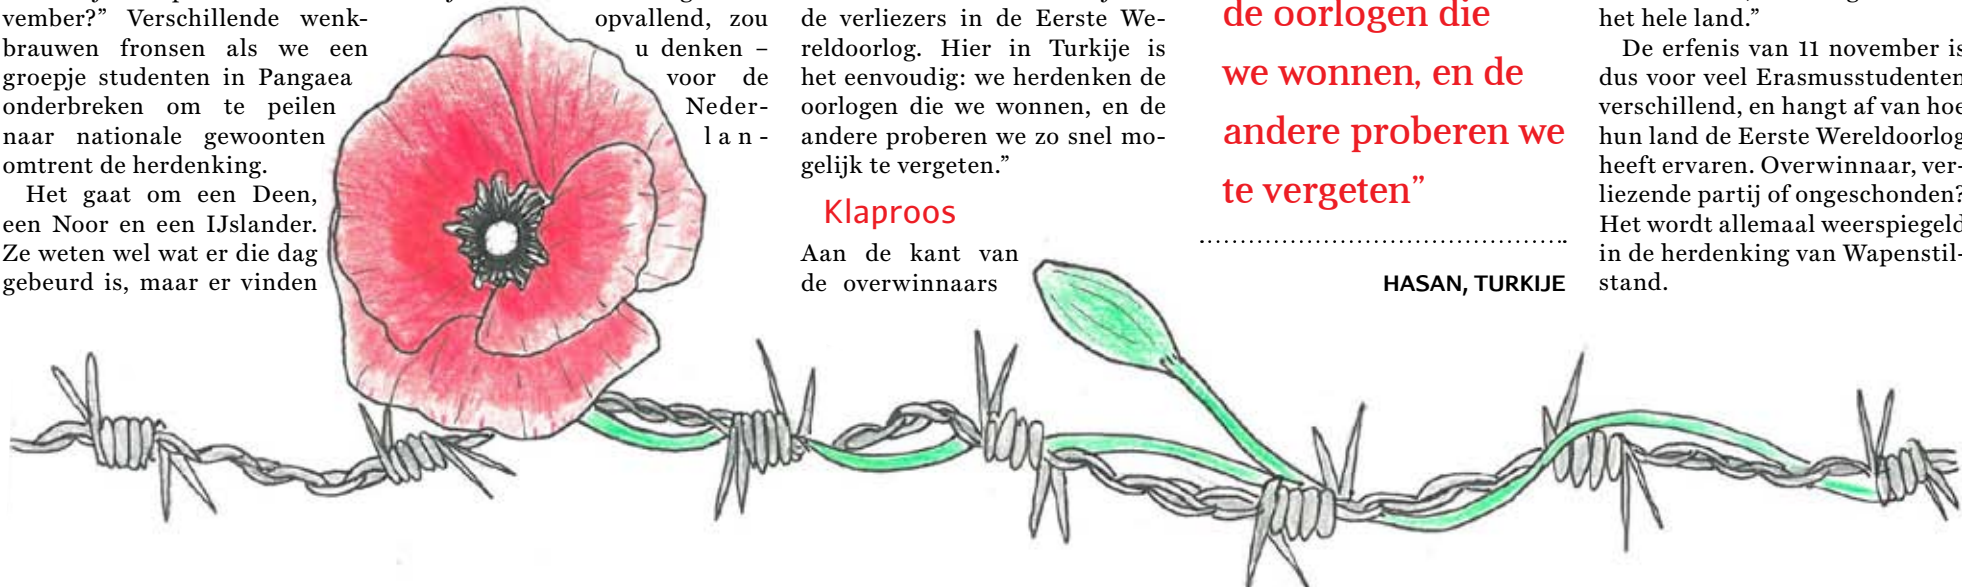 vember?” Verschillende wenk-
brauwen fronsen als we een
groepje studenten in Pangaea
onderbreken om te peilen
naar nationale gewoonten
omtrent de herdenking.
Het gaat om een Deen,
een Noor en een IJslander.
Ze weten wel wat er die dag
gebeurd is, maar er vinden
opvallend, zou
u denken –
voor de
Neder-
lan-
de verliezers in de Eerste We-
reldoorlog. Hier in Turkije is
het eenvoudig: we herdenken de
oorlogen die we wonnen, en de
andere proberen we zo snel mo-
gelijk te vergeten.”
Klaproos
Aan de kant van
de overwinnaars
de oorlogen die
we wonnen, en de
andere proberen we
te vergeten”
HASAN, TURKIJE
het hele land.”
De erfenis van 11 november is
dus voor veel Erasmusstudenten
verschillend, en hangt af van hoe
hun land de Eerste Wereldoorlog
heeft ervaren. Overwinnaar, ver-
liezende partij of ongeschonden?
Het wordt allemaal weerspiegeld
in de herdenking van Wapenstil-
stand.